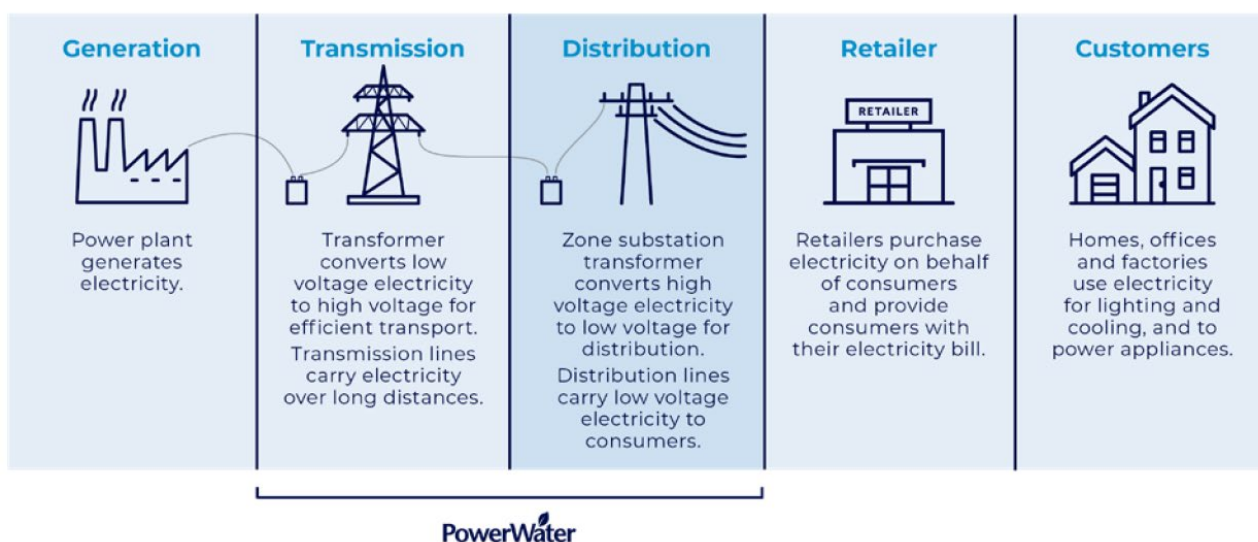 Generation
Power plant
generates
electricity.
Transmission
Transformer
converts low
voltage electricity
to high voltage for
efficient transport.
Transmission lines
carry electricity
over long distances.
Distribution
Zone substation
transformer
converts high
voltage electricity
to low voltage for
distribution.
Distribution lines
carry low voltage
electricity to
consumers.
Retailer
RETAILER
Retailers purchase
electricity on behalf
of consumers
and provide
consumers with
their electricity bill.
Customers
Homes, offices
and factories
use electricity
for lighting and
cooling, and to
power appliances.
PowerWater